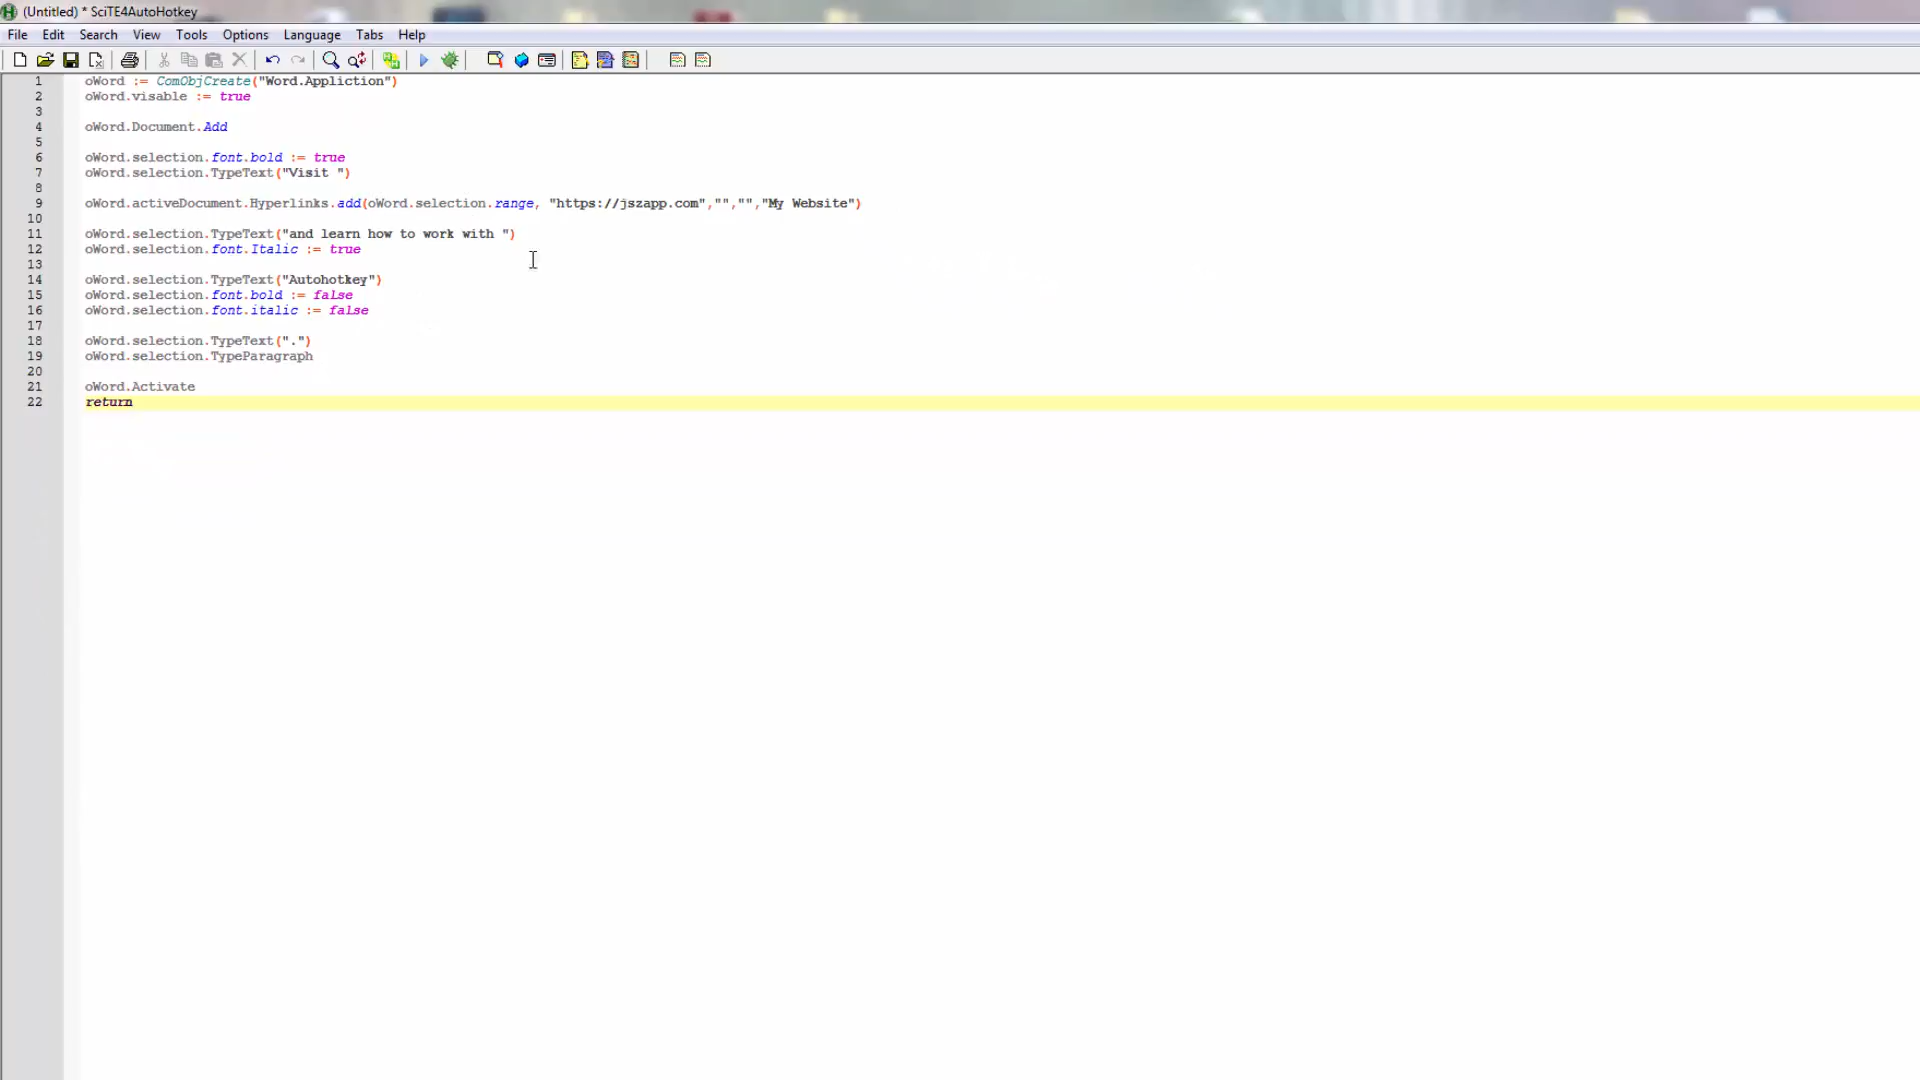 (Untitled) * SciTE4AutoHotkey
File Edit Search View Tools Options Language Tabs Help
1 oWord := ComObjCreate("Word.Appliction")
2 oWord.visable := true
3
4 oWord.Document.Add
5
6 oWord.selection.font.bold := true
7 oWord.selection.TypeText("Visit ")
8
9 oWord.activeDocument.Hyperlinks.add(oWord.selection.range, "https://jszapp.com","","","My Website")
10
11 oWord.selection.TypeText("and learn how to work with ")
12 oWord.selection.font.Italic := true
13
14 oWord.selection.TypeText("Autohotkey")
15 oWord.selection.font.bold := false
16 oWord.selection.font.italic := false
17
18 oWord.selection.TypeText(".")
19 oWord.selection.TypeParagraph
20
21 oWord.Activate
22 return